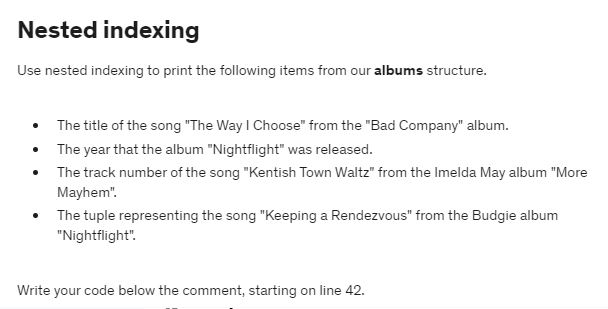 Nested indexing
Use nested indexing to print the following items from our albums structure.
• The title of the song "The Way I Choose" from the "Bad Company" album.
• The year that the album "Nightflight" was released.
• The track number of the song "Kentish Town Waltz" from the Imelda May album "More
Mayhem".
• The tuple representing the song "Keeping a Rendezvous" from the Budgie album
"Nightflight".
Write your code below the comment, starting on line 42.